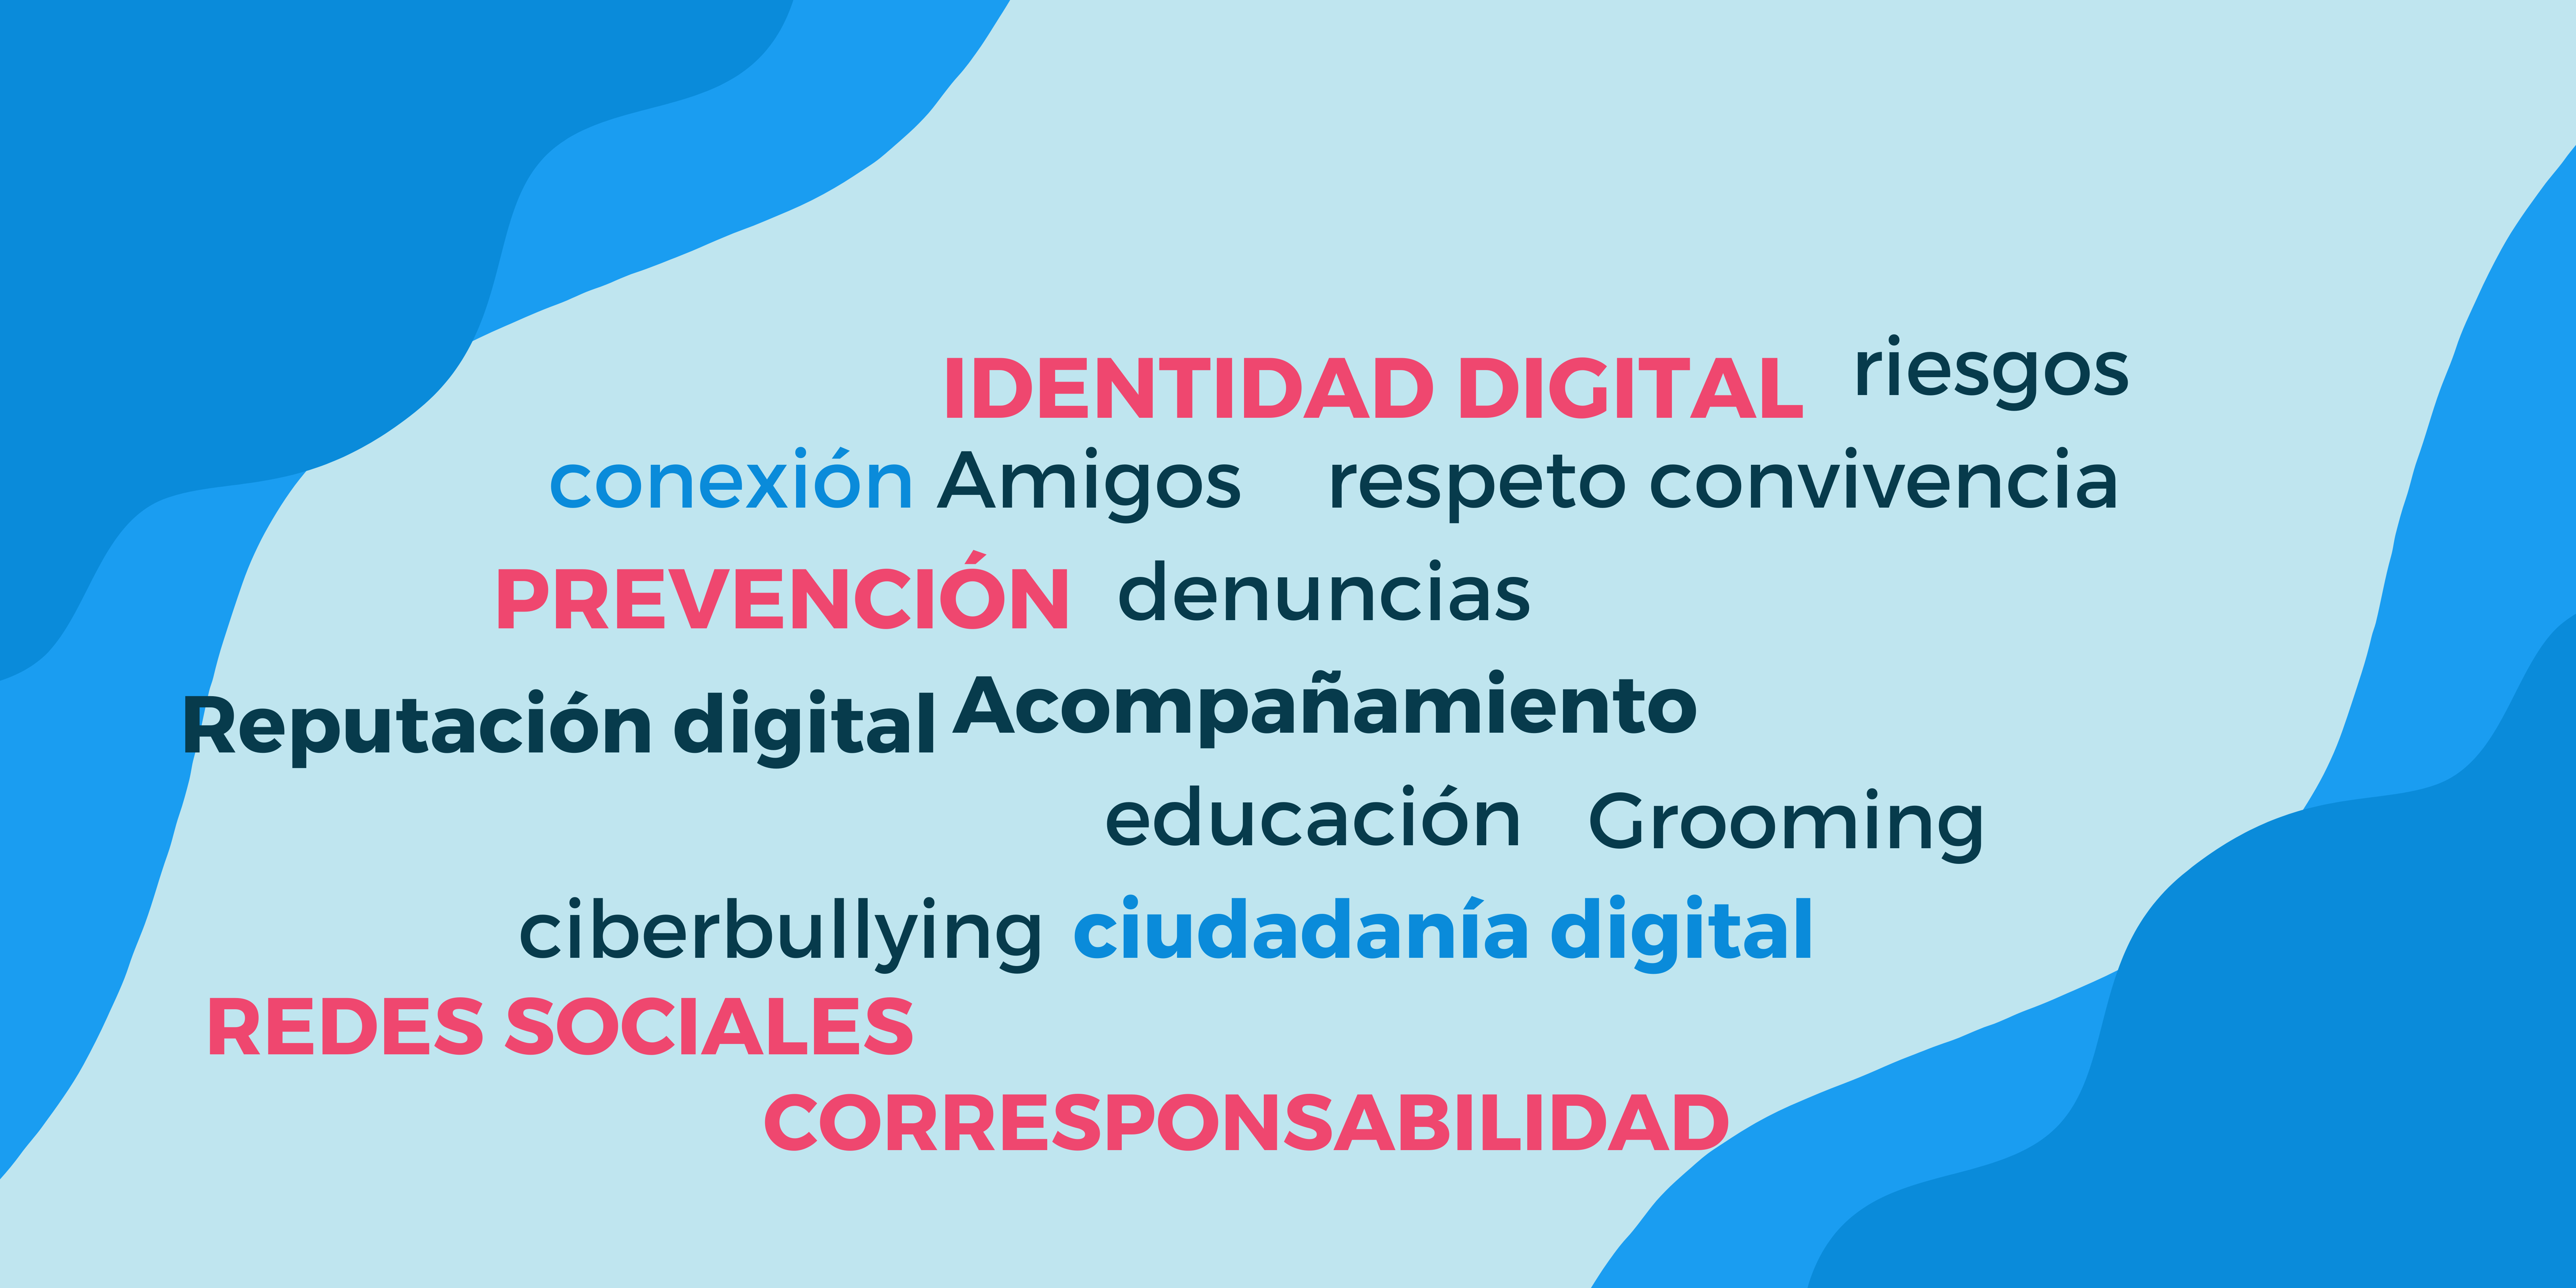 IDENTIDAD DIGITAL riesgos
conexión Amigos respeto convivencia
PREVENCIÓN denuncias
Reputación digital Acompañamiento
educación Grooming
ciberbullying ciudadanía digital
REDES SOCIALES
CORRESPONSABILIDAD